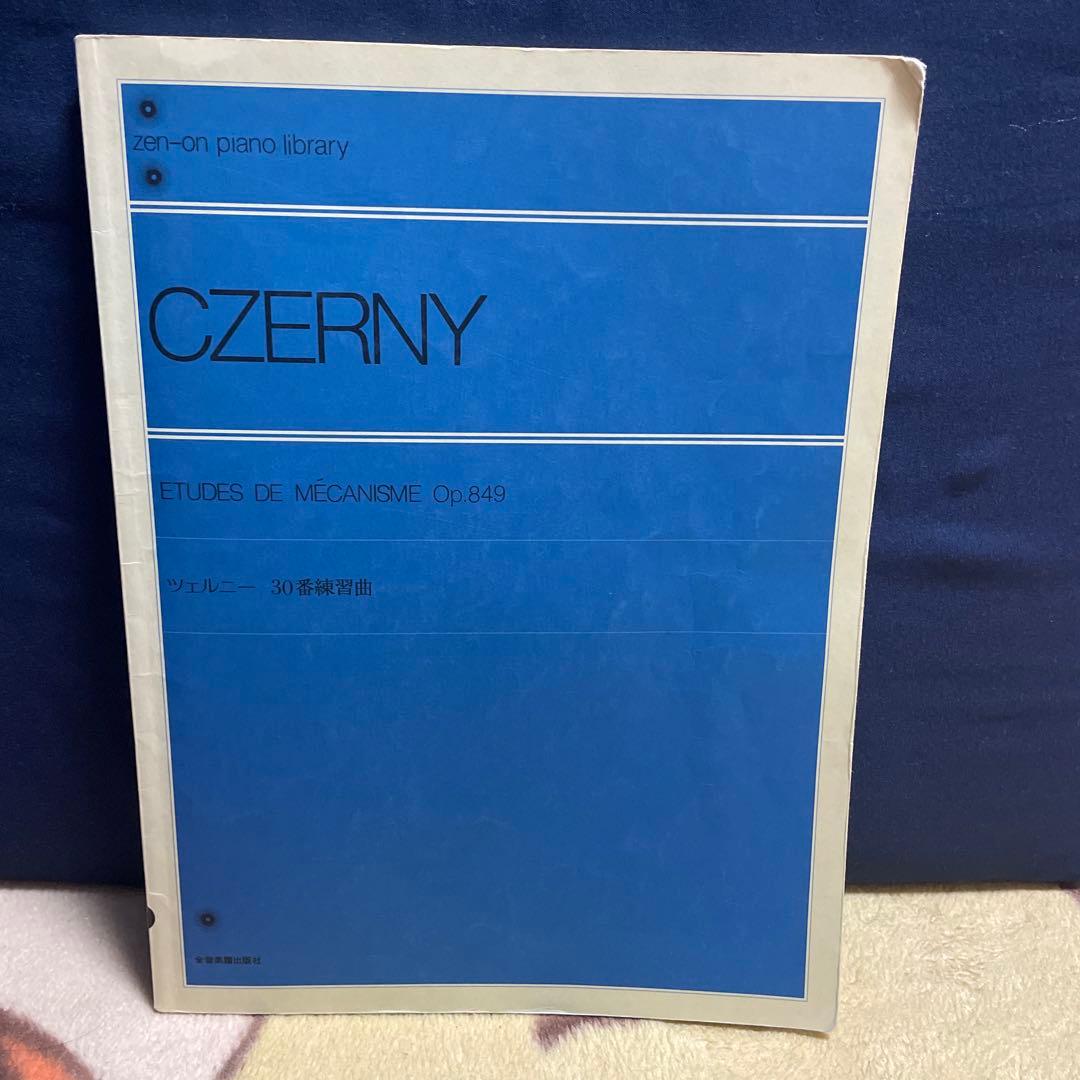 zen-on piano library
CZERNY
ETUDES DE MÉCANISME Op.849
ツェルニー 30番練習曲
全音楽譜出版社